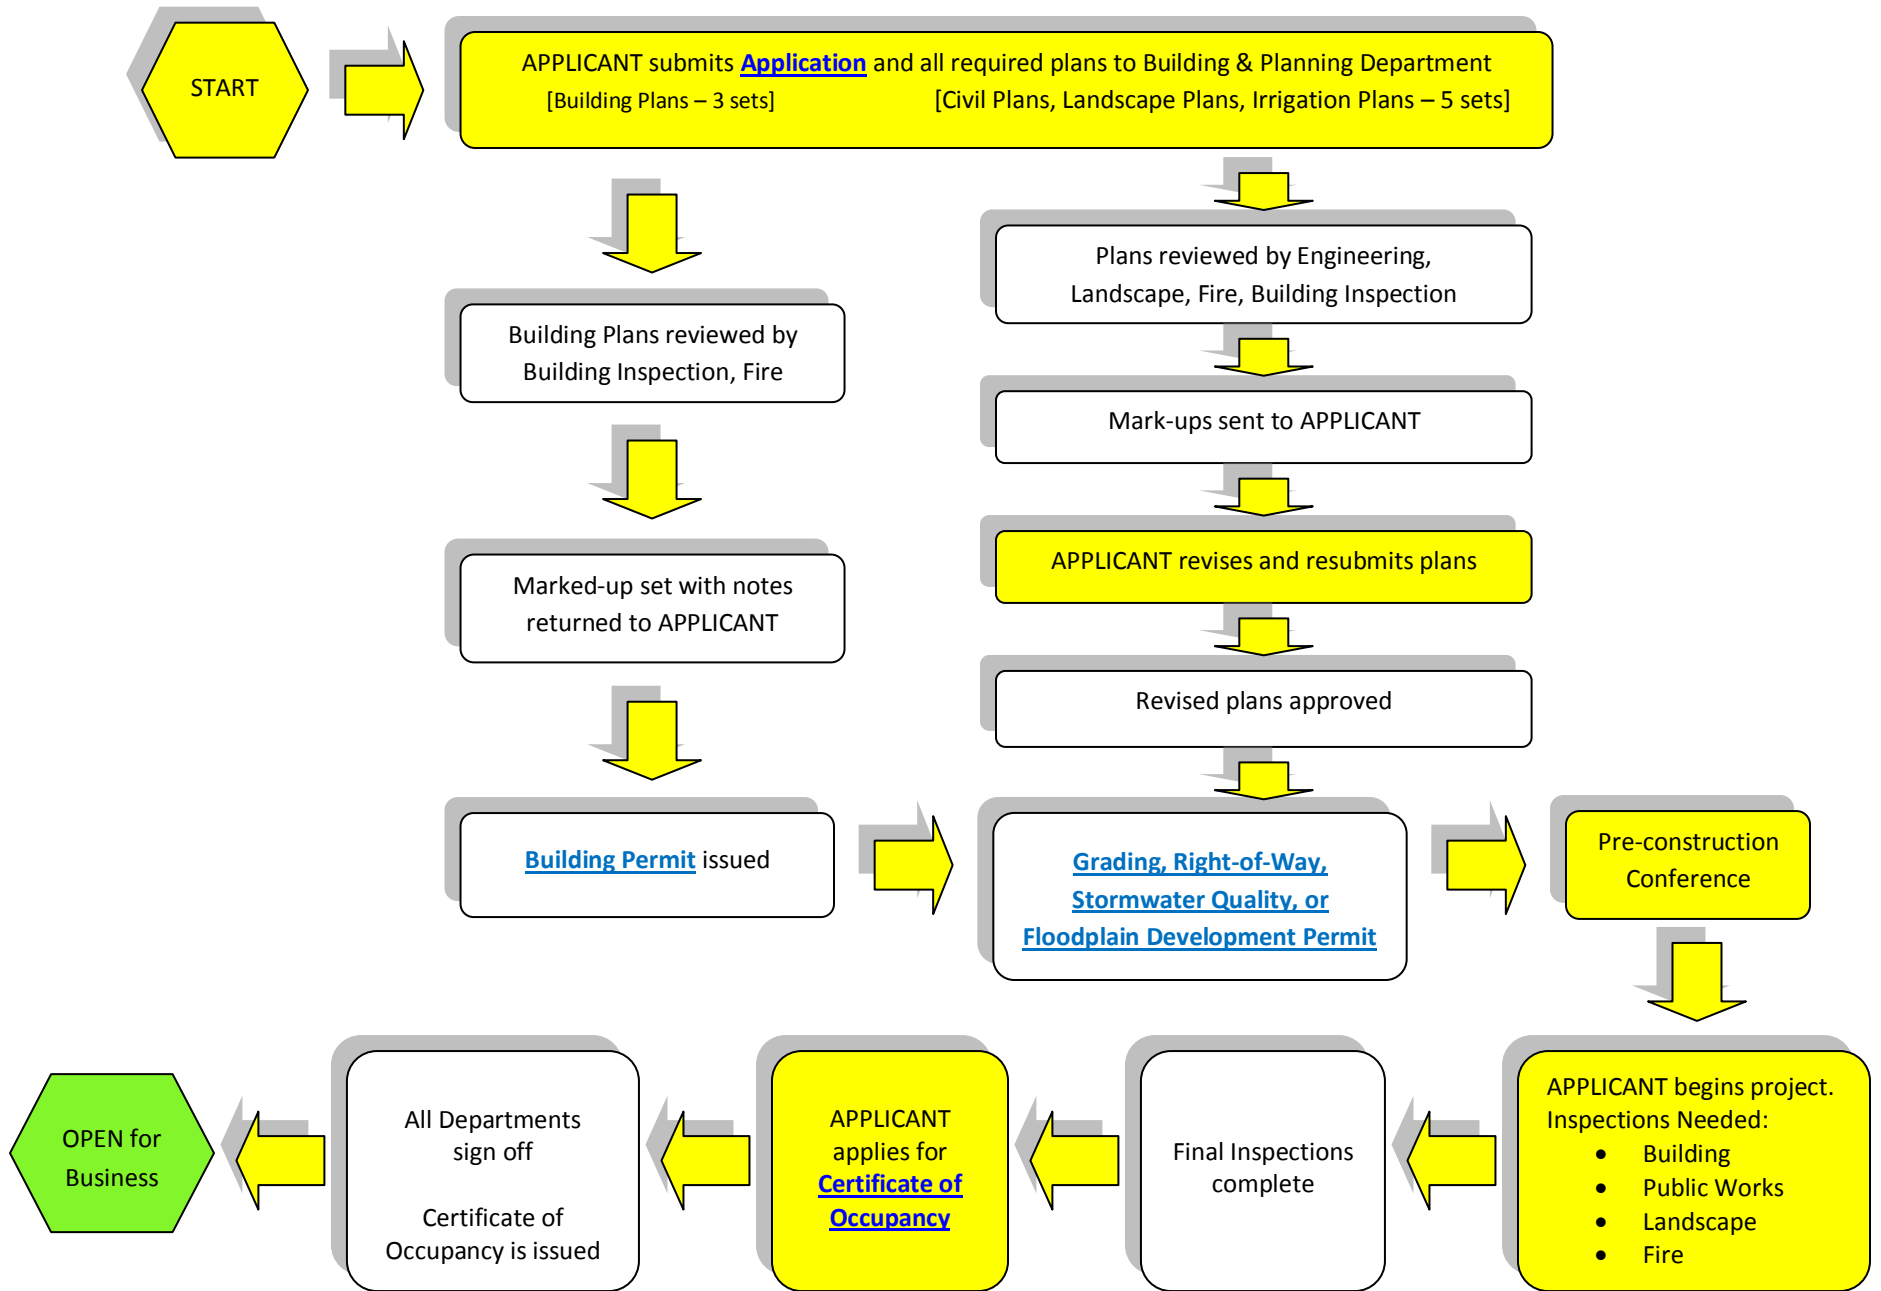 START
APPLICANT submits Application and all required plans to Building & Planning Department
[Building Plans – 3 sets] [Civil Plans, Landscape Plans, Irrigation Plans – 5 sets]
Building Plans reviewed by
Building Inspection, Fire
Marked-up set with notes
returned to APPLICANT
Building Permit issued
Plans reviewed by Engineering,
Landscape, Fire, Building Inspection
Mark-ups sent to APPLICANT
APPLICANT revises and resubmits plans
Revised plans approved
Grading, Right-of-Way,
Stormwater Quality, or
Floodplain Development Permit
Pre-construction
Conference
APPLICANT begins project.
Inspections Needed:
• Building
• Public Works
• Landscape
• Fire
Final Inspections
complete
APPLICANT
applies for
Certificate of
Occupancy
All Departments
sign off
Certificate of
Occupancy is issued
OPEN for
Business